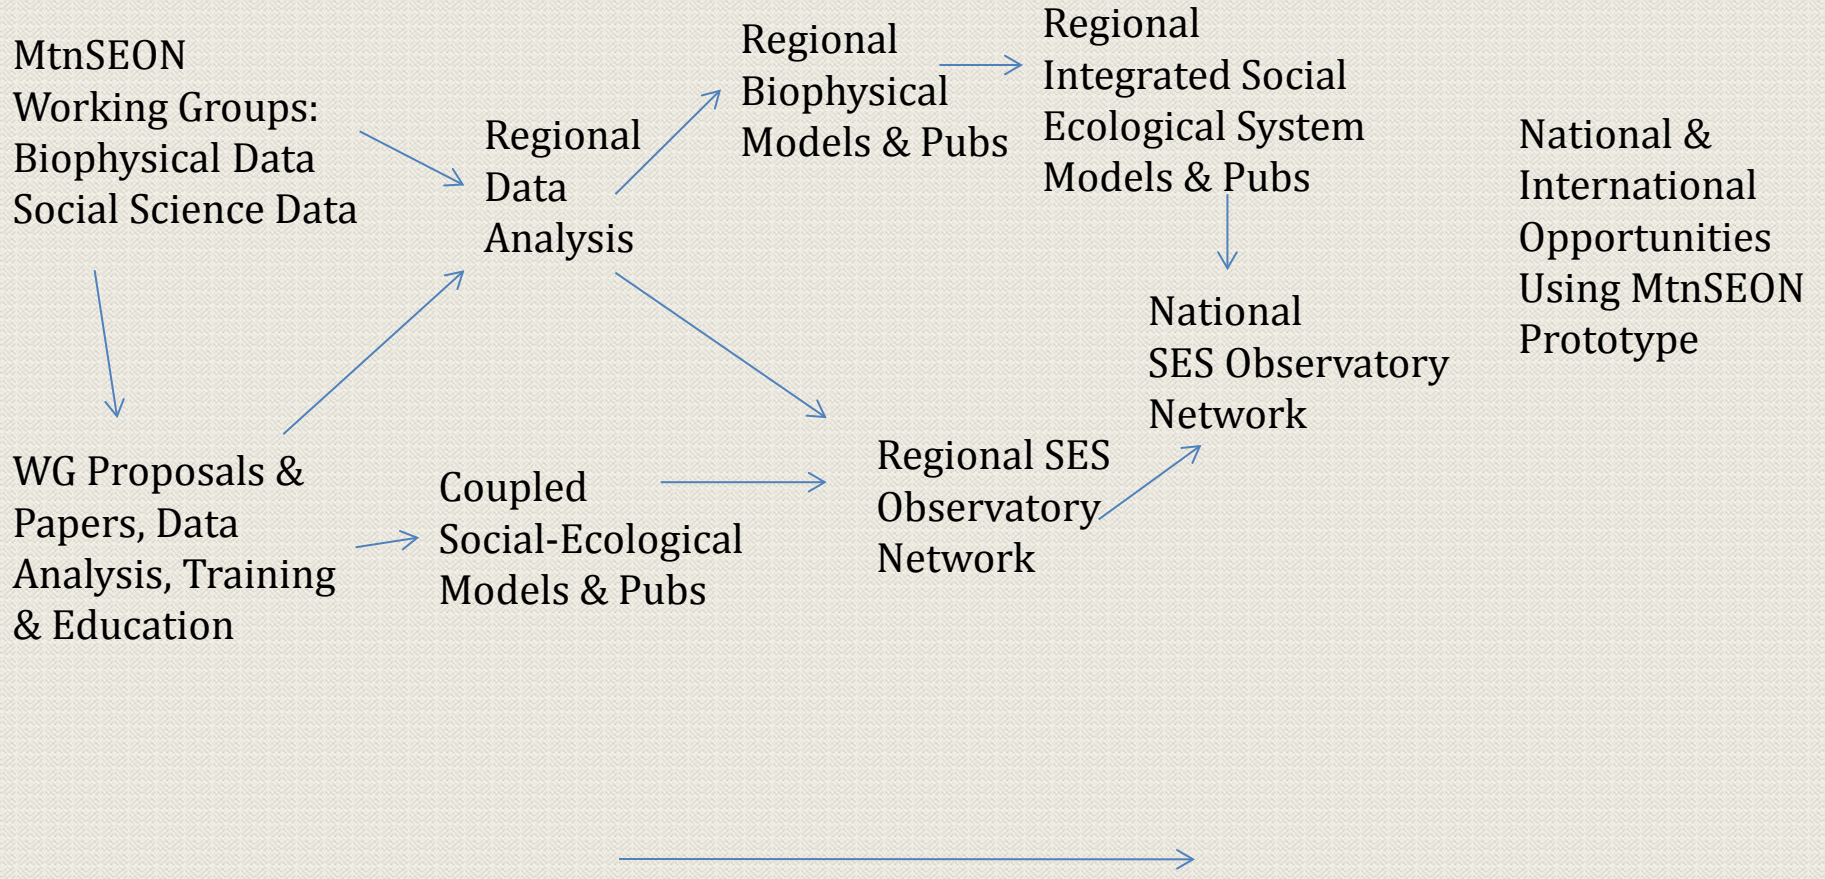 MtnSEON
Working Groups:
Biophysical Data
Social Science Data
Regional
Data
Analysis
Regional
Biophysical
Models & Pubs
Regional
Integrated Social
Ecological System
Models & Pubs
National &
International
Opportunities
Using MtnSEON
Prototype
National
SES Observatory
Network
WG Proposals &
Papers, Data
Analysis, Training
& Education
Coupled
Social-Ecological
Models & Pubs
Regional SES
Observatory
Network